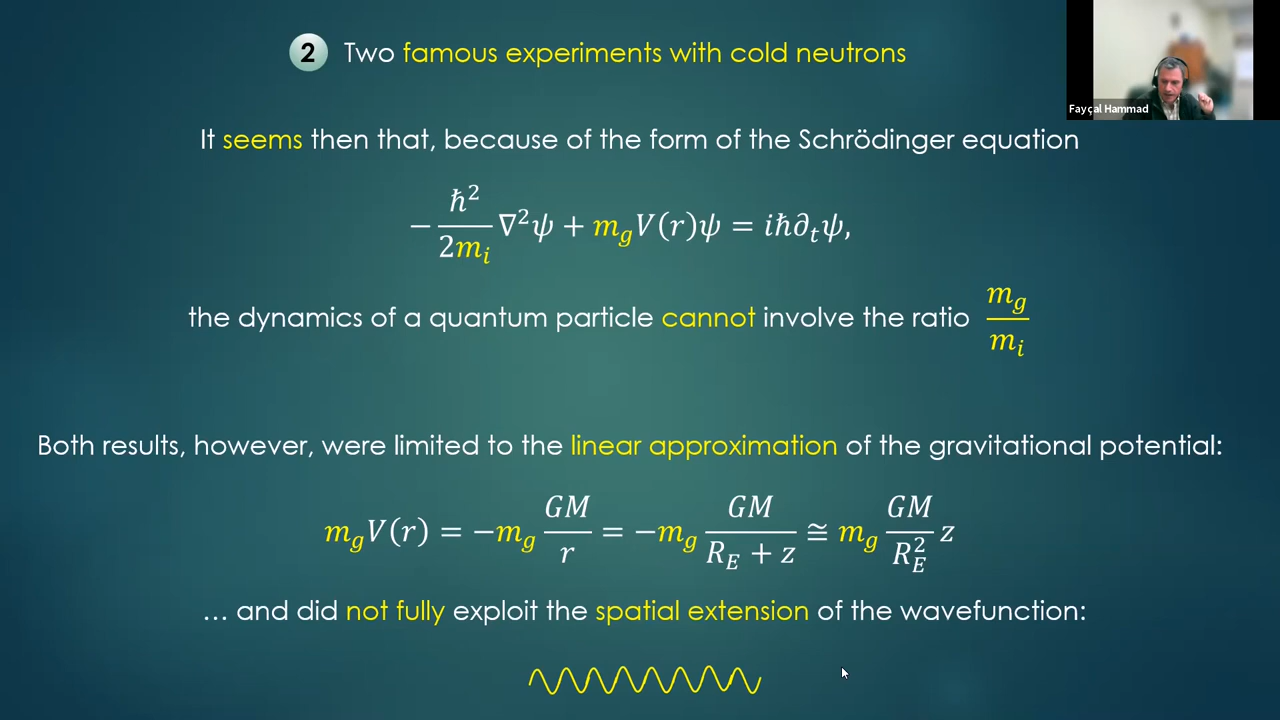 2 Two famous experiments with cold neutrons
Fayçal Hammad
It seems then that, because of the form of the Schrödinger equation
−ℏ²/2mᵢ ∇²ψ + m_g V(r)ψ = iℏ∂ₜψ,
the dynamics of a quantum particle cannot involve the ratio m_g/mᵢ
Both results, however, were limited to the linear approximation of the gravitational potential:
m_g V(r) = −m_g GM/r = −m_g GM/(R_E + z) ≅ m_g GM/R_E² z
… and did not fully exploit the spatial extension of the wavefunction: